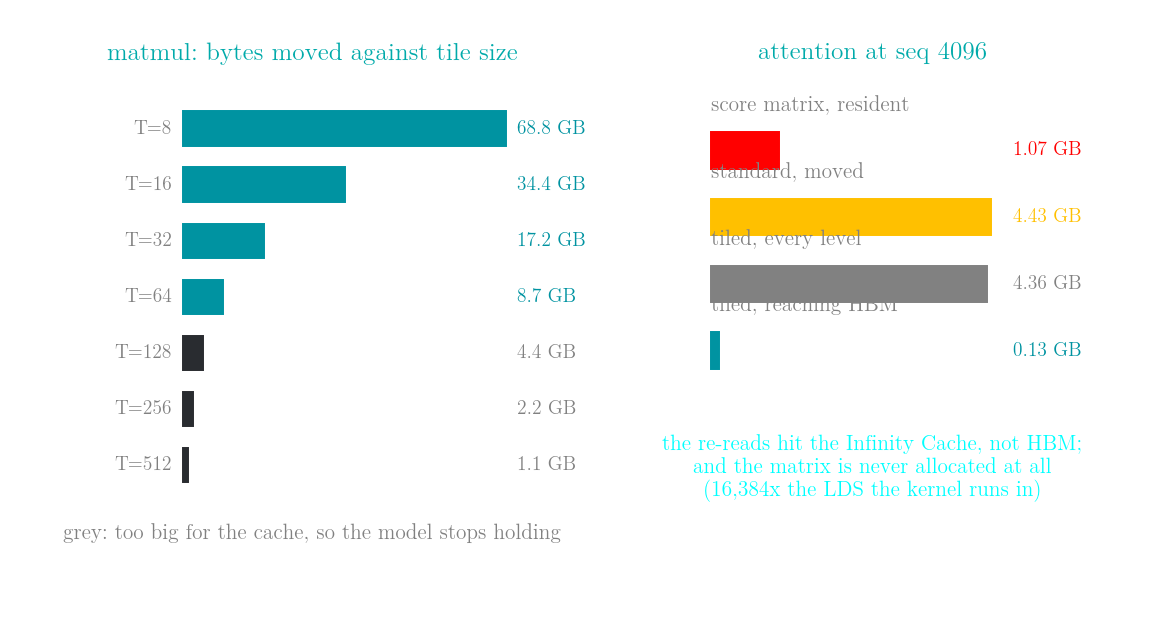 matmul: bytes moved against tile size
T=8 68.8 GB
T=16 34.4 GB
T=32 17.2 GB
T=64 8.7 GB
T=128 4.4 GB
T=256 2.2 GB
T=512 1.1 GB
grey: too big for the cache, so the model stops holding
attention at seq 4096
score matrix, resident
1.07 GB
standard, moved
4.43 GB
tiled, every level
4.36 GB
tiled, reaching HBM
0.13 GB
the re-reads hit the Infinity Cache, not HBM;
and the matrix is never allocated at all
(16,384x the LDS the kernel runs in)